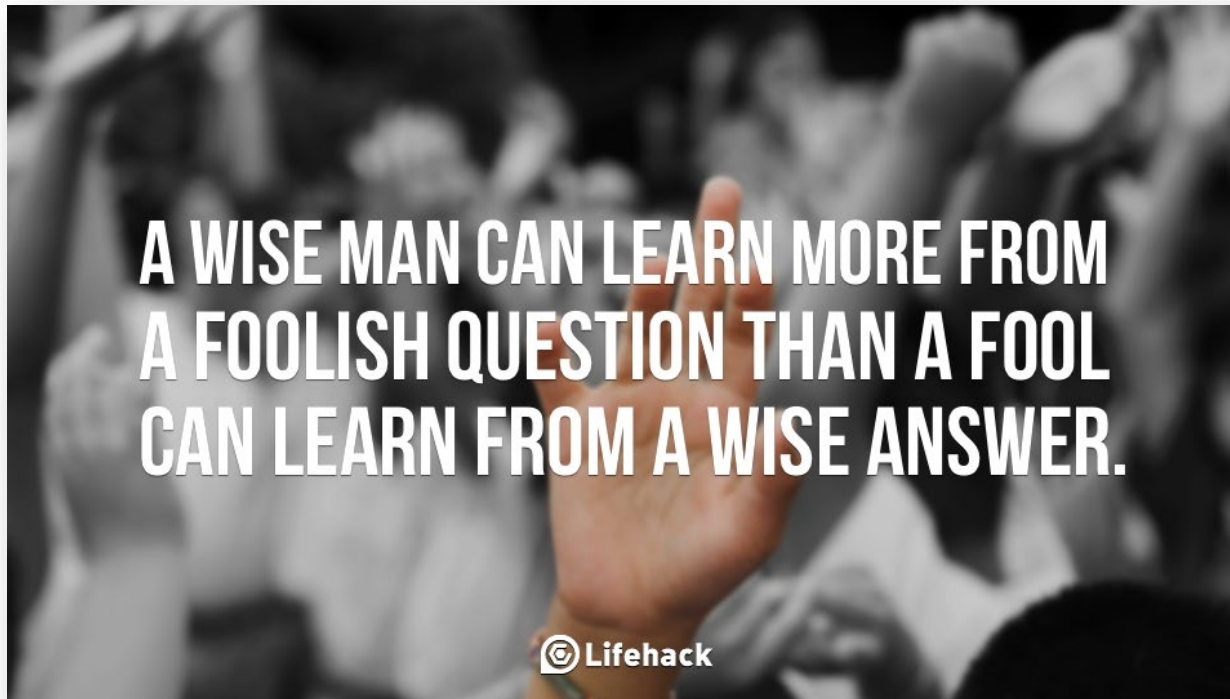 A WISE MAN CAN LEARN MORE FROM
A FOOLISH QUESTION THAN A FOOL
CAN LEARN FROM A WISE ANSWER.
Lifehack